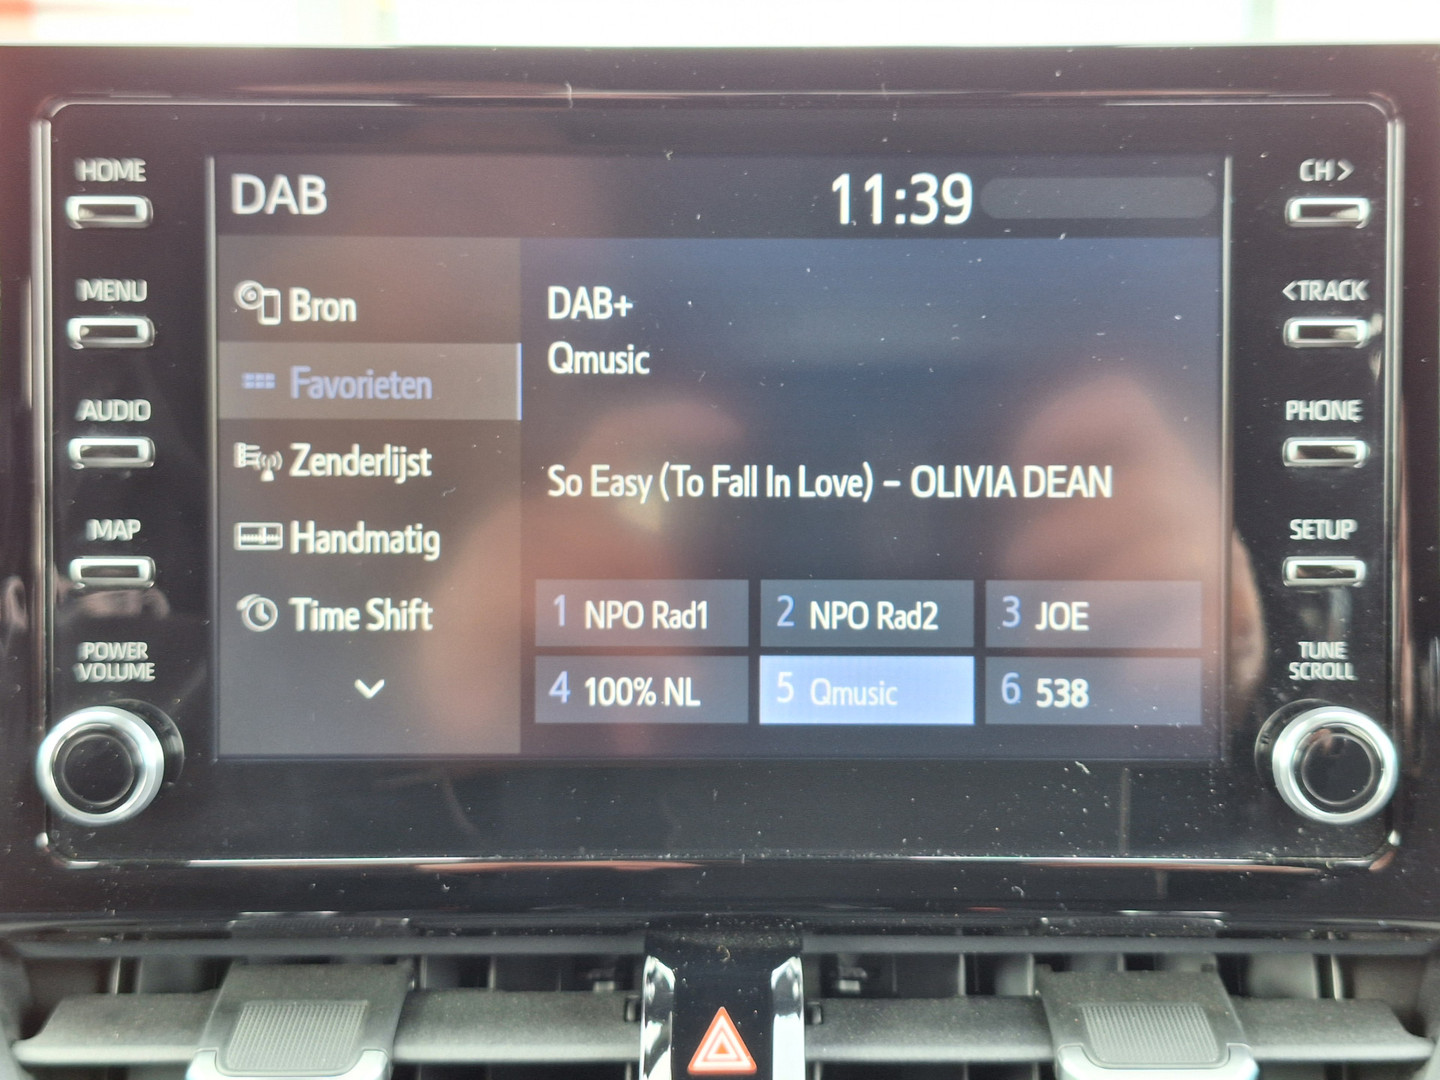 HOME
MENU
AUDIO
MAP
POWER
VOLUME
DAB
11:39
Bron
Favorieten
Zenderlijst
Handmatig
Time Shift
DAB+
Qmusic
So Easy (To Fall In Love) – OLIVIA DEAN
1 NPO Rad1
2 NPO Rad2
3 JOE
4 100% NL
5 Qmusic
6 538
CH>
<TRACK
PHONE
SETUP
TUNE
SCROLL